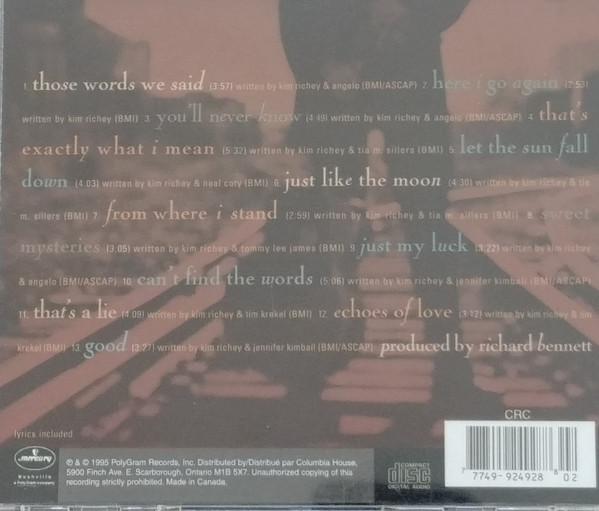 1. those words we said (3:57) written by kim richey & angelo (BMI/ASCAP) 2. here i go again (2:53)
written by kim richey (BMI) 3. you'll never know (4:49) written by kim richey & angelo (BMI/ASCAP) 4. that's
exactly what i mean (5:32) written by kim richey & tia m. sillers (BMI) 5. let the sun fall
down (4:03) written by kim richey & neal coty (BMI) 6. just like the moon (4:30) written by kim richey & tia
m. sillers (BMI) 7. from where i stand (2:59) written by kim richey & tia m. sillers (BMI) 8. sweet
mysteries (3:05) written by kim richey & tommy lee james (BMI) 9. just my luck (3:22) written by kim richey
& angelo (BMI/ASCAP) 10. can't find the words (5:06) written by kim richey & jennifer kimball (BMI/ASCAP)
11. that's a lie (4:09) written by kim richey & tim krekel (BMI) 12. echoes of love (3:12) written by kim richey & tim
krekel (BMI) 13. good (3:27) written by kim richey & jennifer kimball (BMI/ASCAP) produced by richard bennett
lyrics included
CRC
mercury
Nashville
a PolyGram company
℗ & © 1995 PolyGram Records, Inc. Distributed by/Distribué par Columbia House,
5900 Finch Ave. E. Scarborough, Ontario M1B 5X7. Unauthorized copying of this
recording strictly prohibited. Made in Canada.
COMPACT
disc
DIGITAL AUDIO
7 7749-924928 8 02